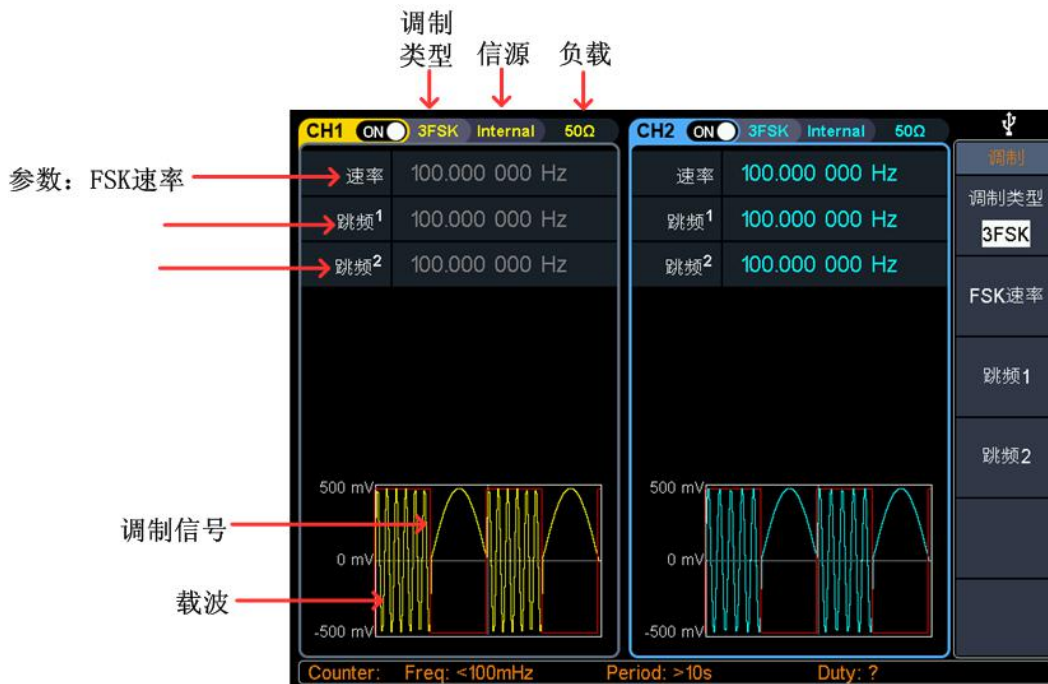 调制
类型 信源 负载
CH1 ON 3FSK Internal 50Ω CH2 ON 3FSK Internal 50Ω
参数: FSK速率
速率 100.000 000 Hz 速率 100.000 000 Hz 调制
跳频1 100.000 000 Hz 跳频1 100.000 000 Hz 调制类型
3FSK
跳频2 100.000 000 Hz 跳频2 100.000 000 Hz
FSK速率
跳频1
跳频2
500 mV 500 mV
调制信号
0 mV 0 mV
载波
-500 mV -500 mV
Counter: Freq: <100mHz Period: >10s Duty: ?